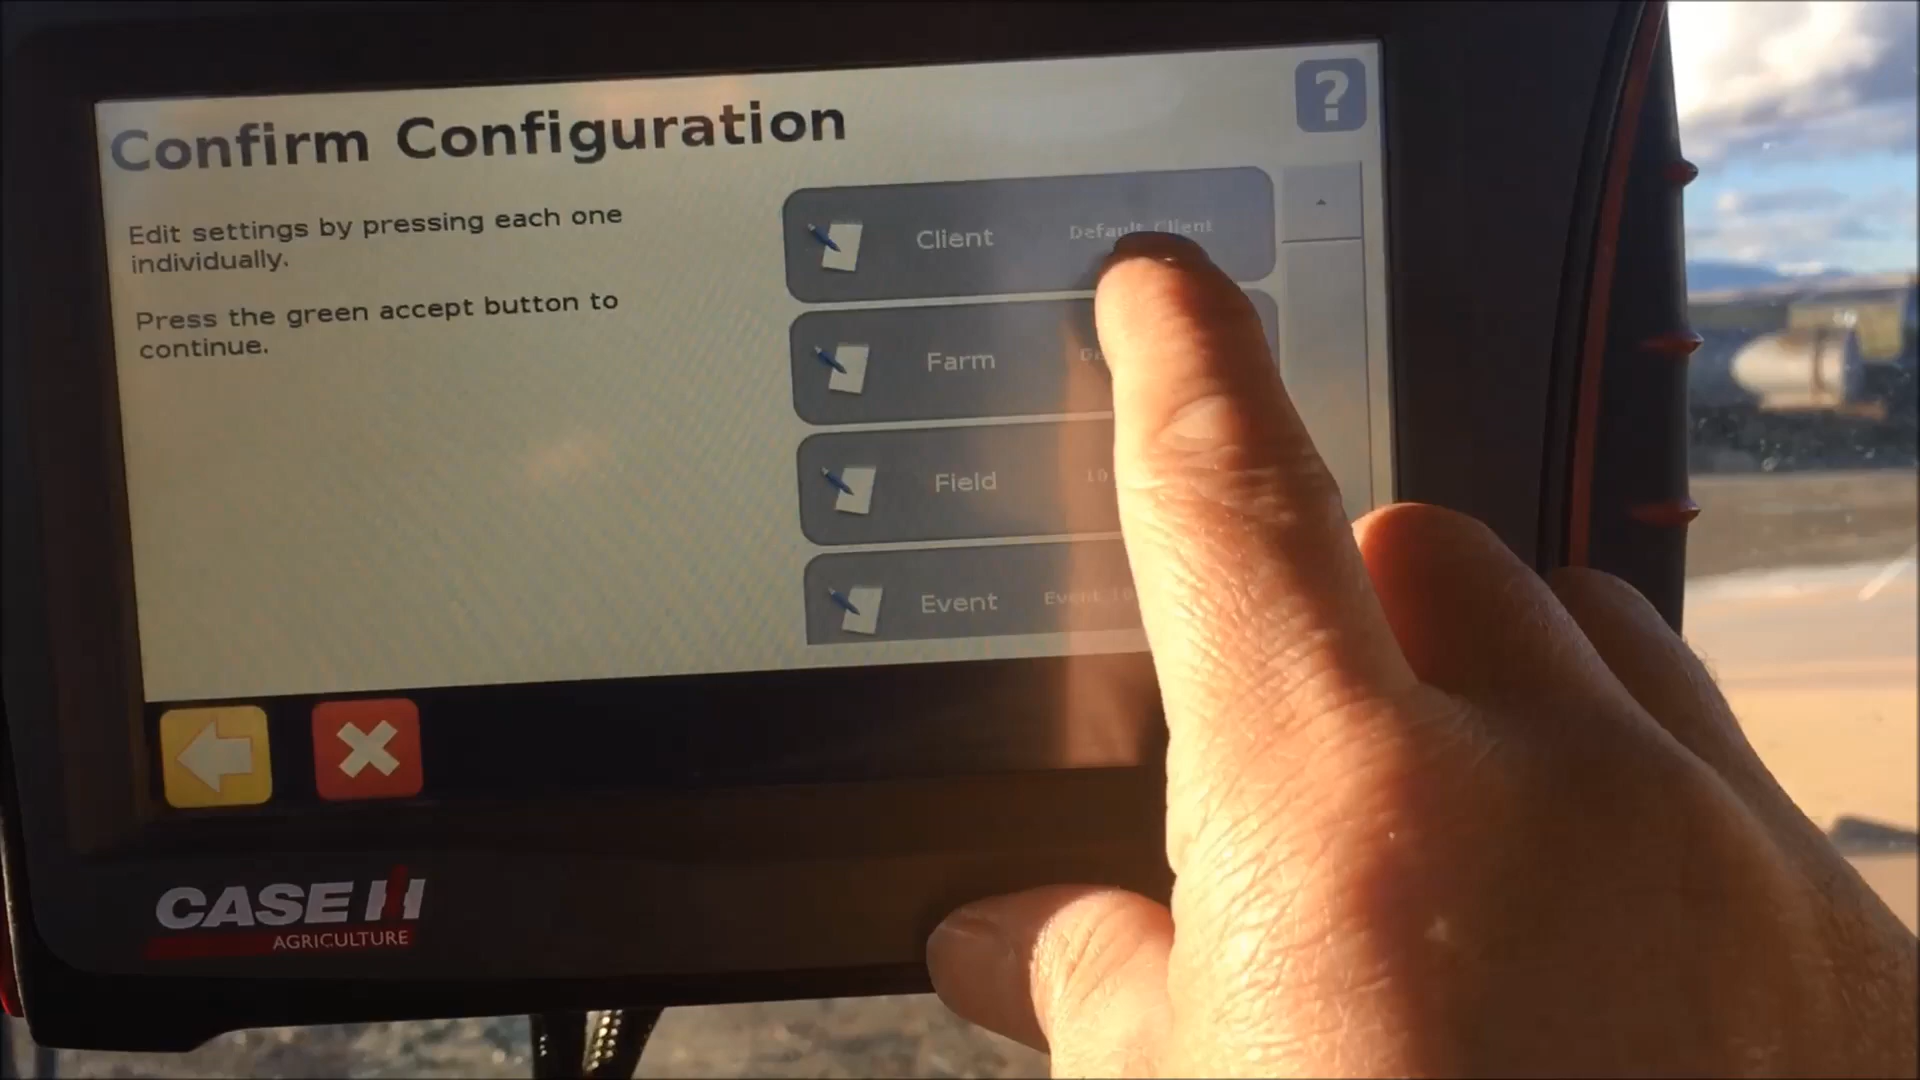 Confirm Configuration
?
Edit settings by pressing each one
individually.
Press the green accept button to
continue.
Client Default Client
Farm
Field
Event Event
CASE IH
AGRICULTURE